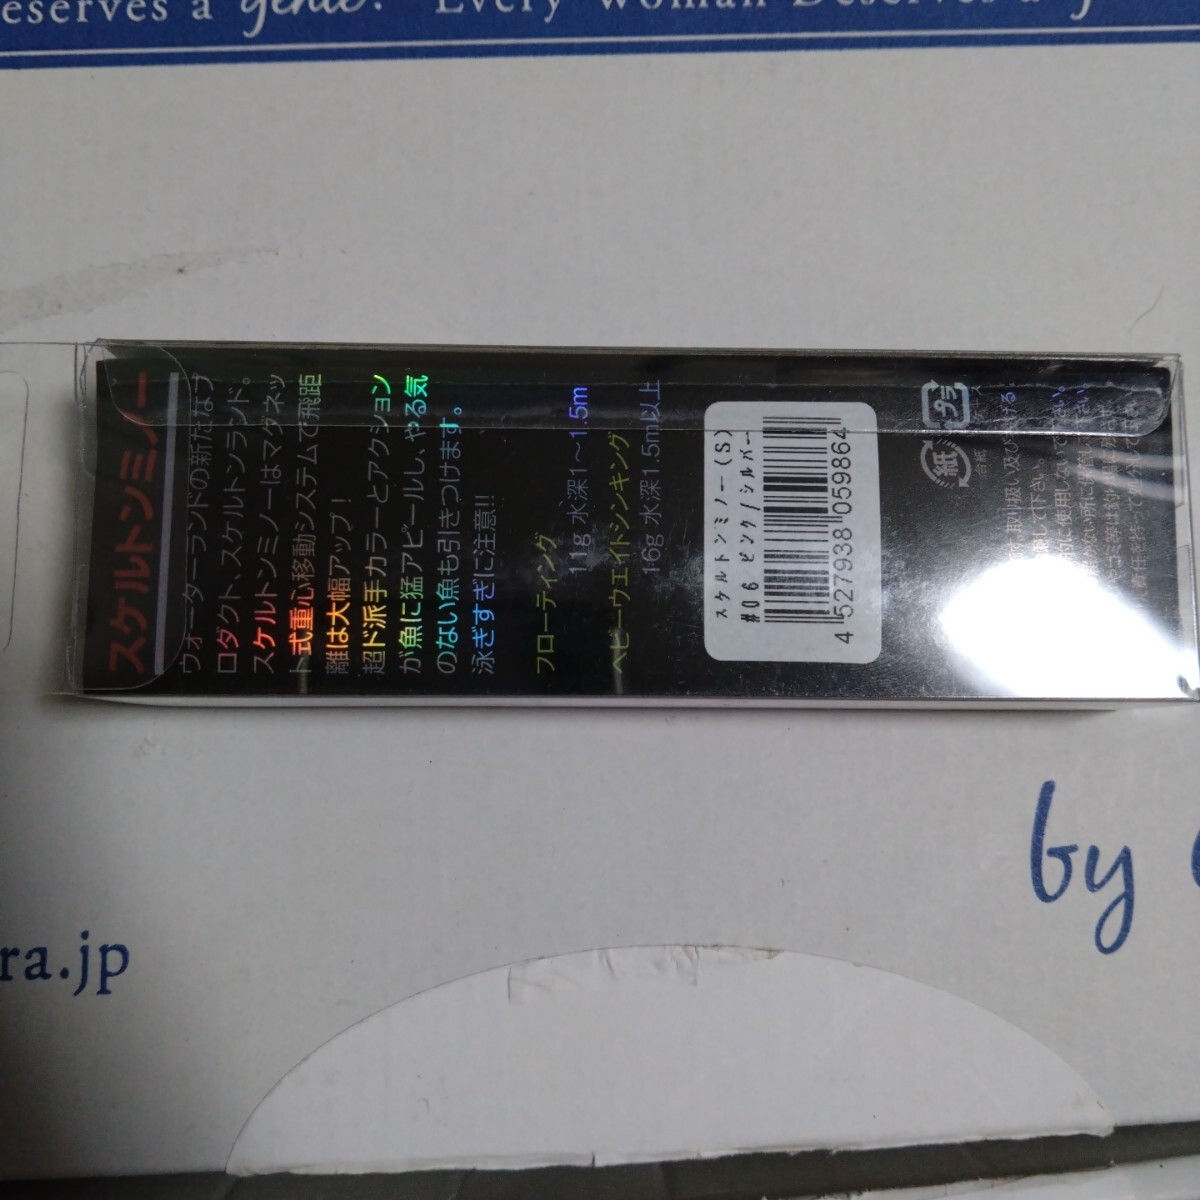 eserves a genie. Every woman Deserves a
スケルトンミノー
ウォーターランドの新たなプ
ロダクト、スケルトンランド。
スケルトンミノーはマグネッ
ト式重心移動システムで飛距
離は大幅アップ！
超ド派手カラーとアクション
が魚に猛アピールし、やる気
のない魚も引きつけます。
泳ぎすぎに注意!!
フローティング
11g 水深1〜1.5m
ヘビーウエイトシンキング
16g 水深1.5m以上
スケルトンミノー(S)
#06 ピンク/シルバー
4 527938 059864
プラ
紙
台紙
by
ra.jp